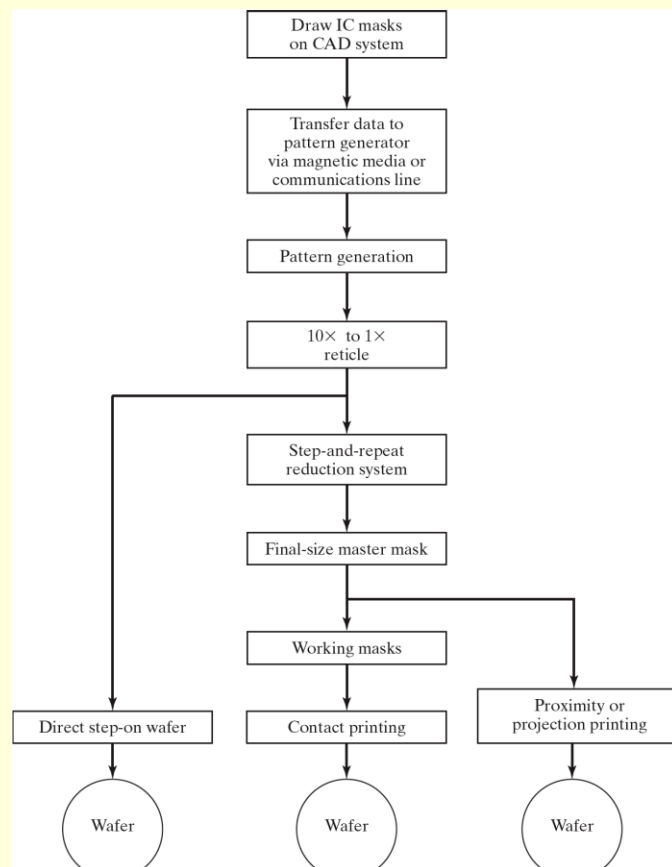 Draw IC masks
on CAD system
Transfer data to
pattern generator
via magnetic media or
communications line
Pattern generation
10× to 1×
reticle
Step-and-repeat
reduction system
Final-size master mask
Working masks
Direct step-on wafer
Contact printing
Proximity or
projection printing
Wafer
Wafer
Wafer